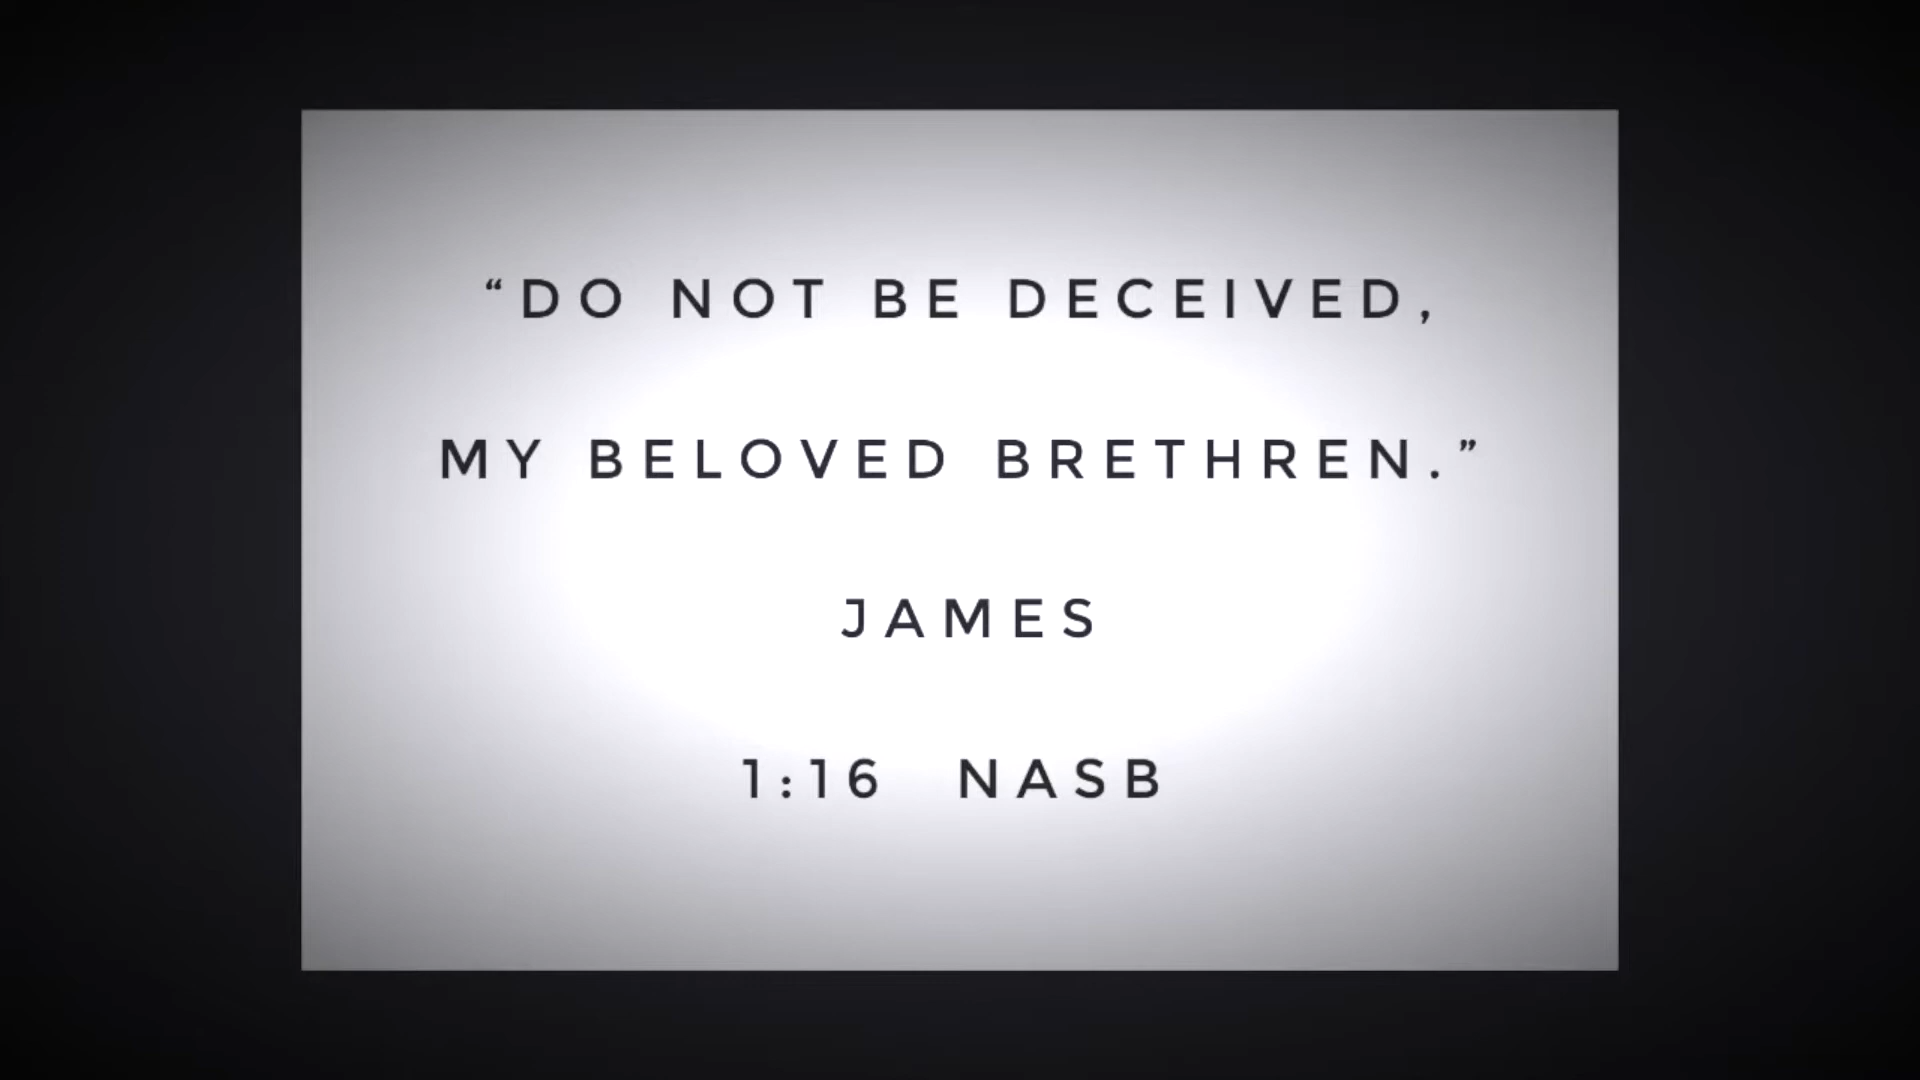 “DO NOT BE DECEIVED,
MY BELOVED BRETHREN.”
JAMES
1:16 NASB